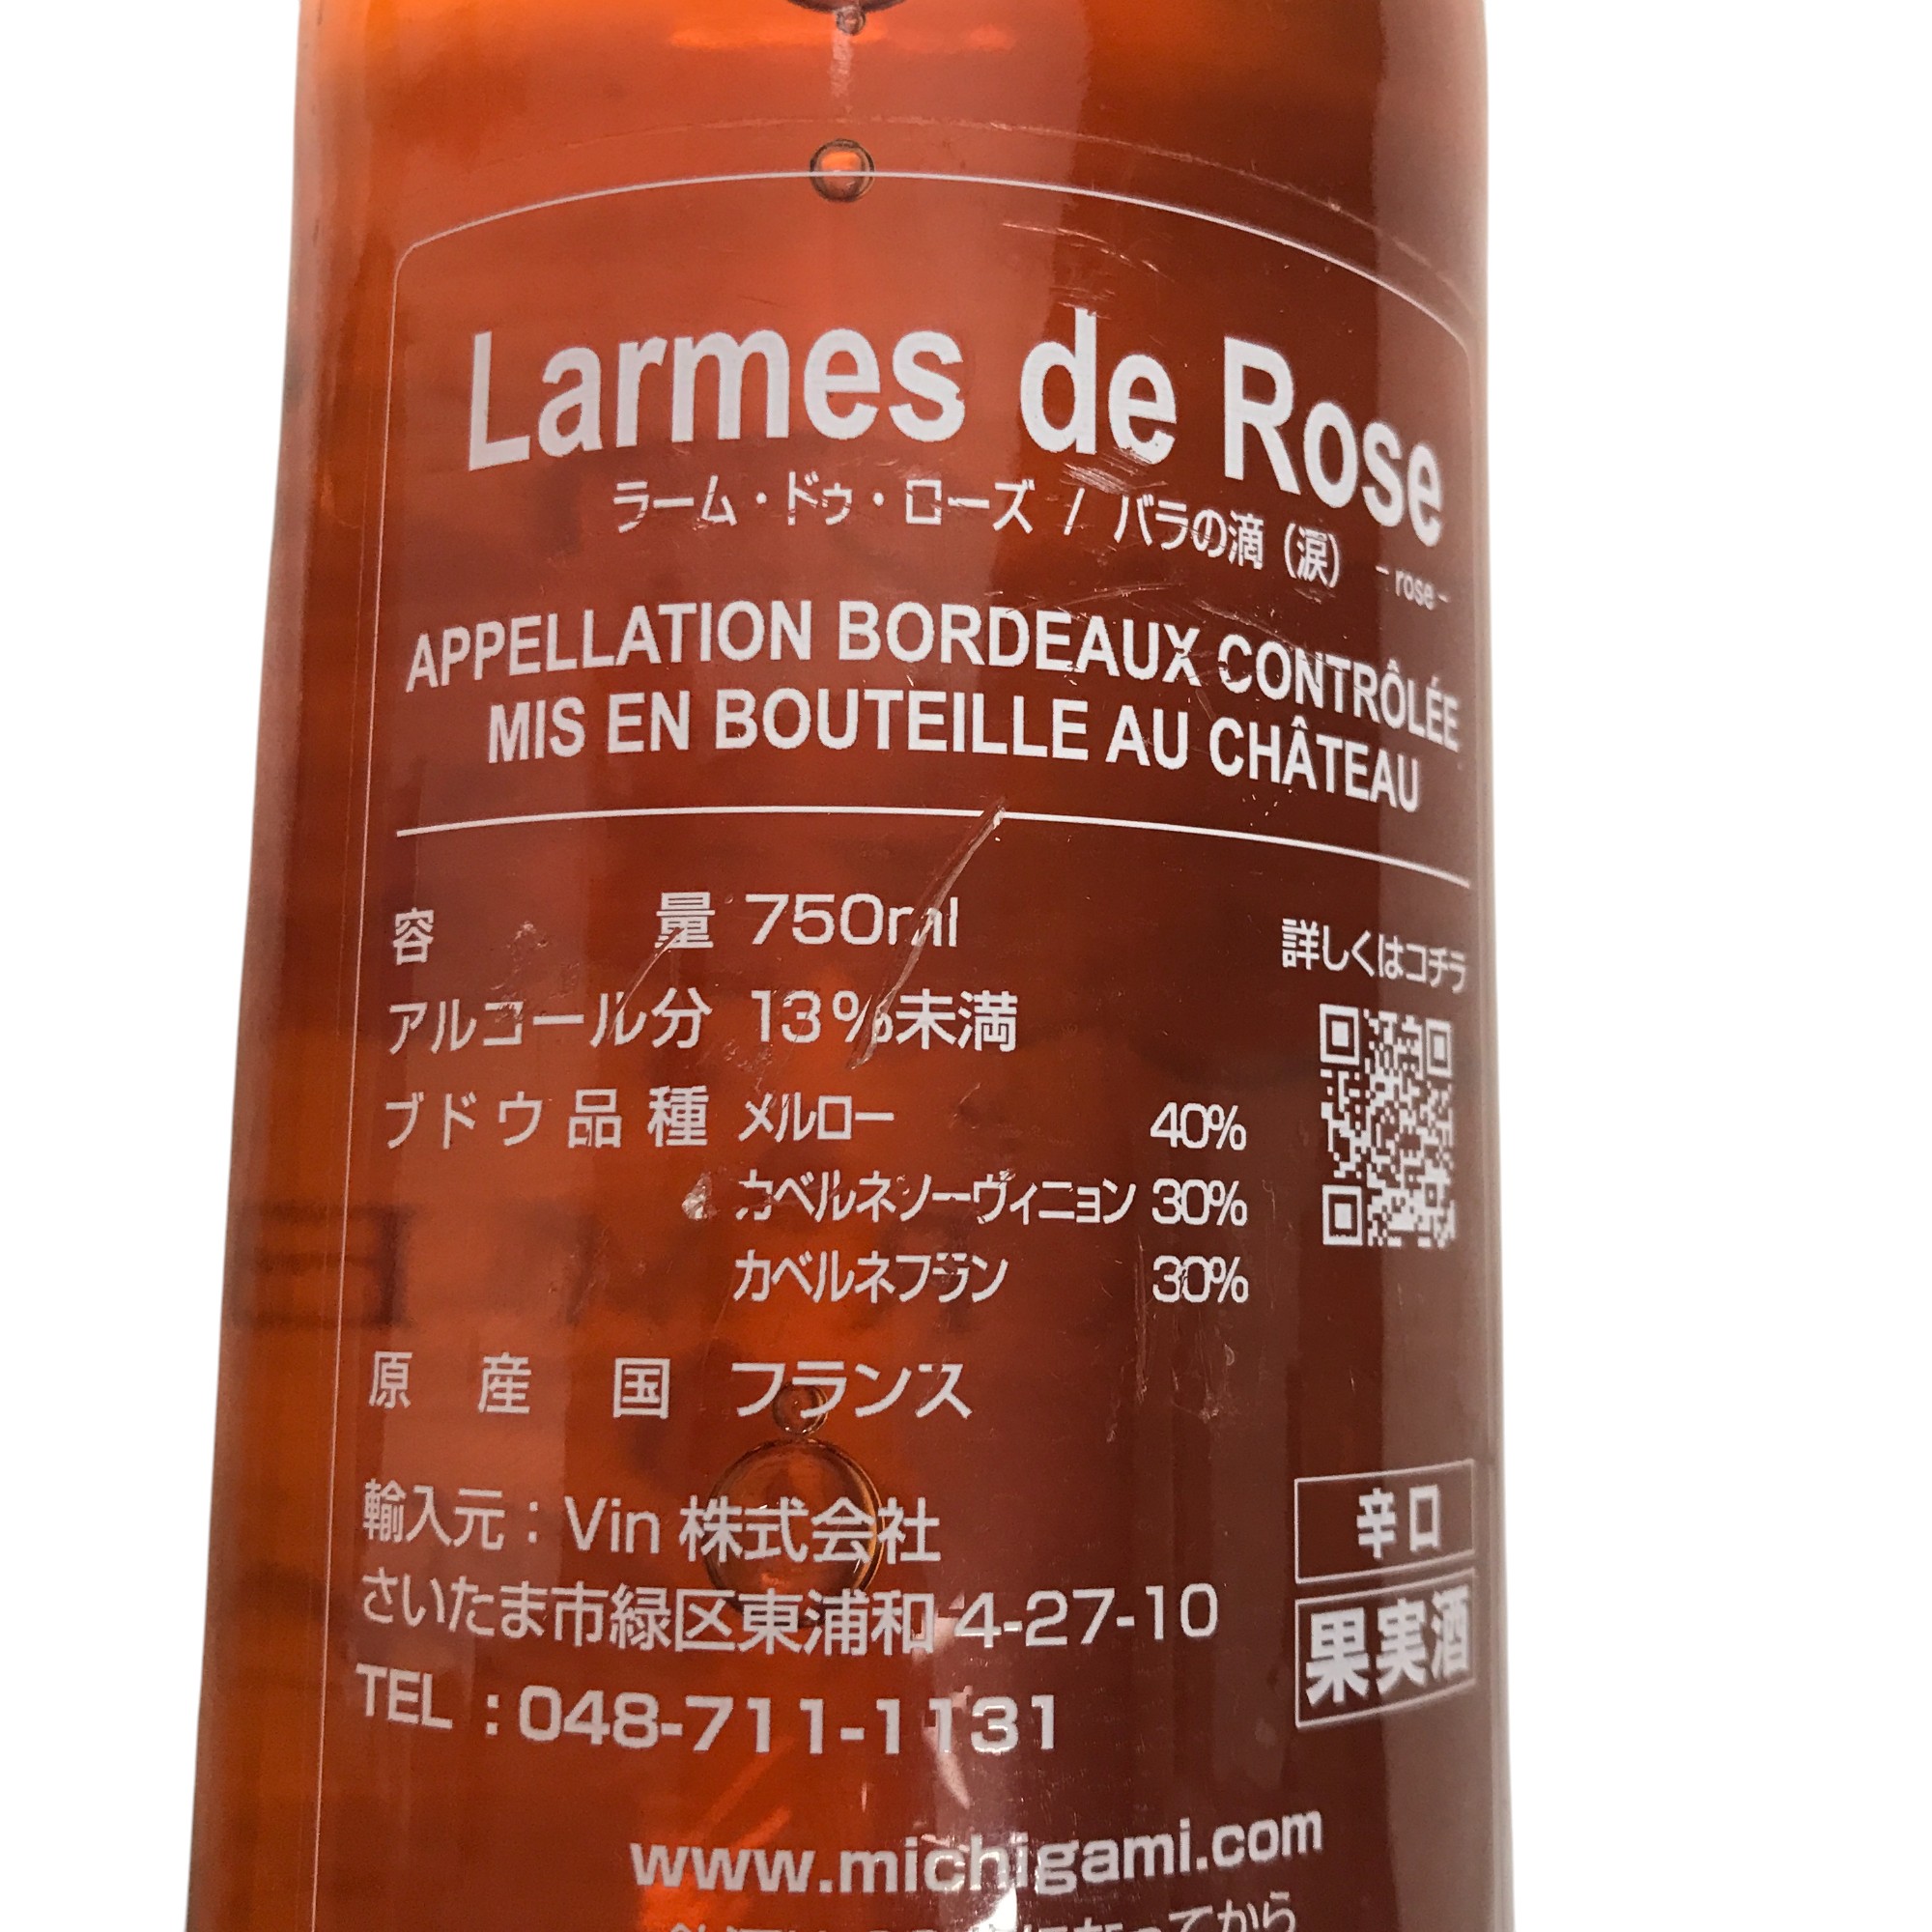 Larmes de Rose
ラーム・ドゥ・ローズ / バラの滴（涙） - rose -
APPELLATION BORDEAUX CONTRÔLÉE
MIS EN BOUTEILLE AU CHÂTEAU
容量 750ml
アルコール分 13%未満
ブドウ品種 メルロー 40%
カベルネソーヴィニヨン 30%
カベルネフラン 30%
原産国 フランス
詳しくはコチラ
輸入元：Vin 株式会社
さいたま市緑区東浦和 4-27-10
TEL：048-711-1131
辛口
果実酒
www.michigami.com